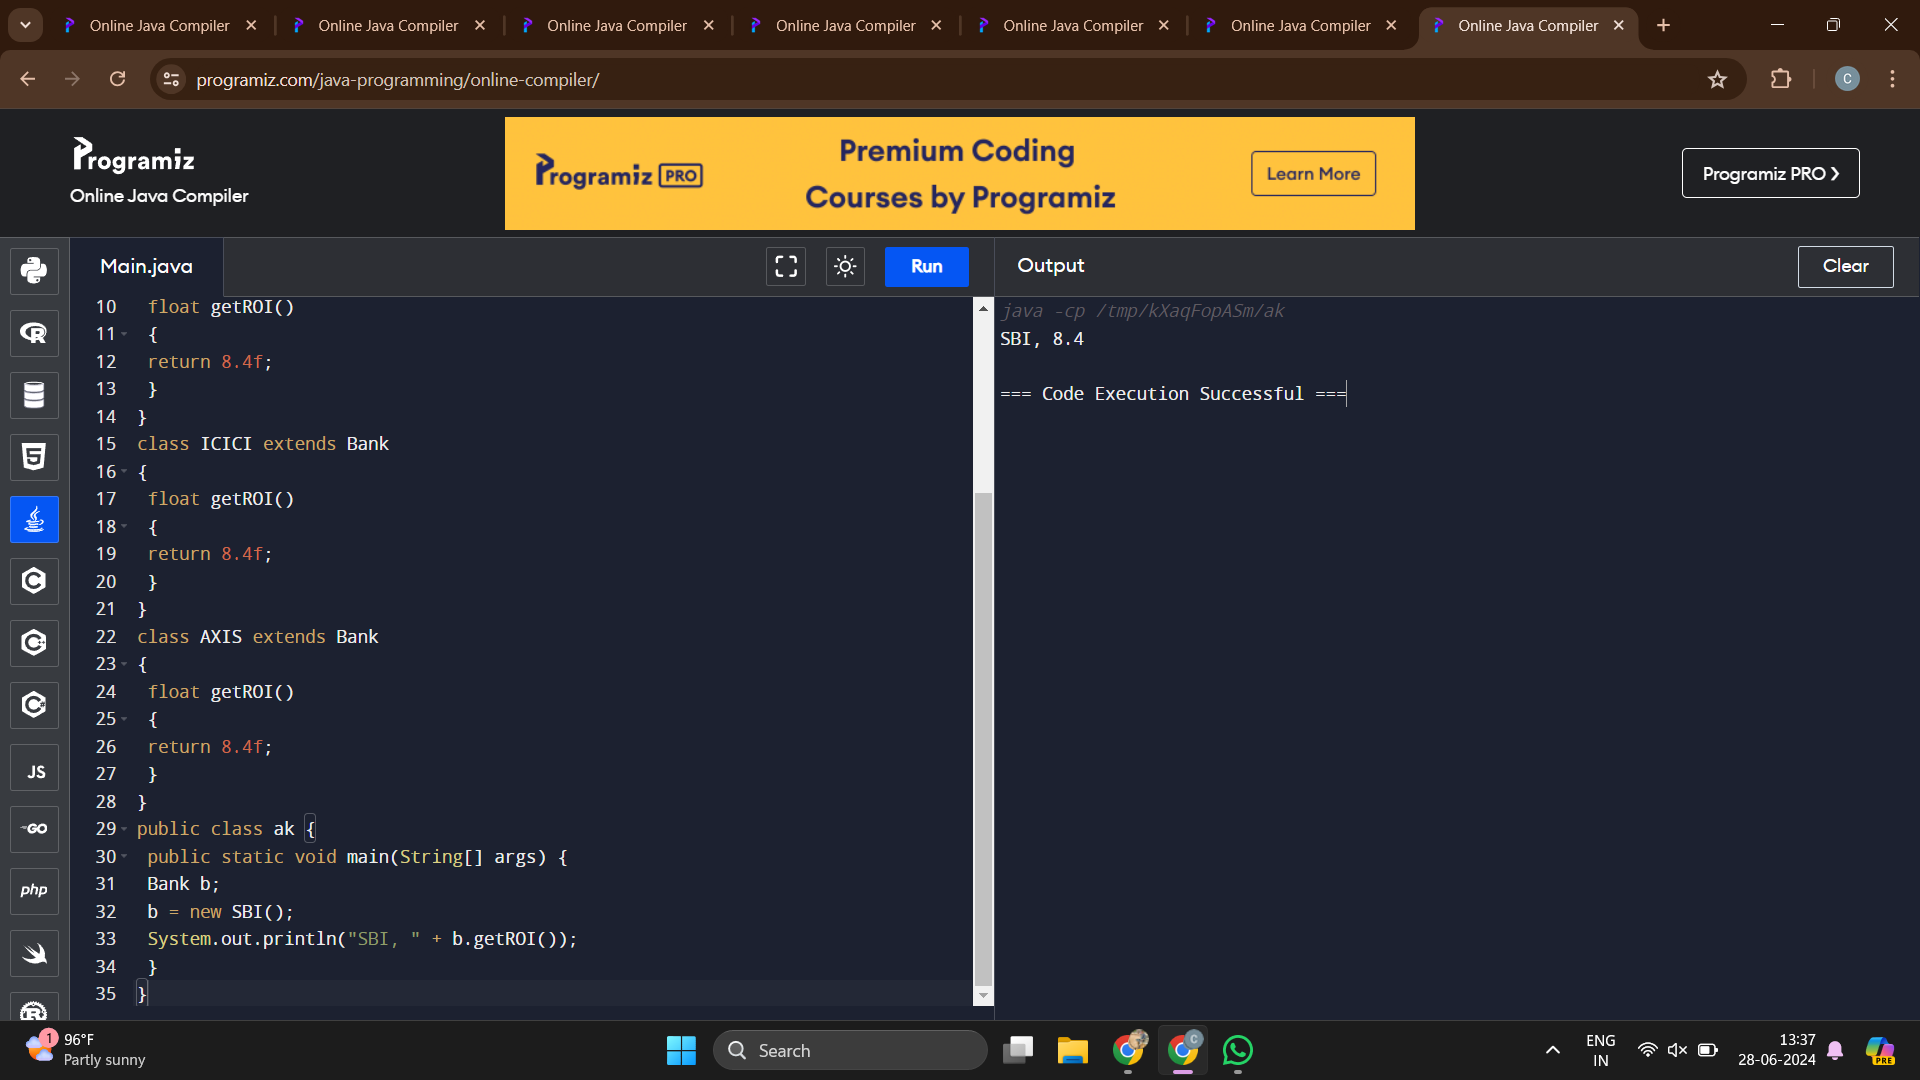 Online Java Compiler
Online Java Compiler
Online Java Compiler
Online Java Compiler
Online Java Compiler
Online Java Compiler
Online Java Compiler
programiz.com/java-programming/online-compiler/
C
Programiz
Online Java Compiler
Programiz PRO
Premium Coding
Courses by Programiz
Learn More
Programiz PRO ❯
Main.java
Run
Output
Clear
10 float getROI()
11 {
12 return 8.4f;
13 }
14 }
15 class ICICI extends Bank
16 {
17 float getROI()
18 {
19 return 8.4f;
20 }
21 }
22 class AXIS extends Bank
23 {
24 float getROI()
25 {
26 return 8.4f;
27 }
28 }
29 public class ak {
30 public static void main(String[] args) {
31 Bank b;
32 b = new SBI();
33 System.out.println("SBI, " + b.getROI());
34 }
35 }
java -cp /tmp/kXaqFopASm/ak
SBI, 8.4
=== Code Execution Successful ===
R
5
C
C++
C#
JS
GO
php
R
1
96°F
Partly sunny
Search
C
ENG
IN
13:37
28-06-2024
PRE